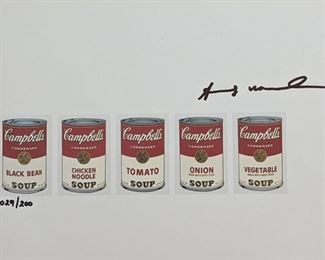 Campbell's Campbell's Campbell's Campbell's Campbell's
CONDENSED CONDENSED CONDENSED CONDENSED CONDENSED
BLACK BEAN CHICKEN NOODLE TOMATO ONION VEGETABLE
SOUP SOUP SOUP SOUP SOUP
029/200